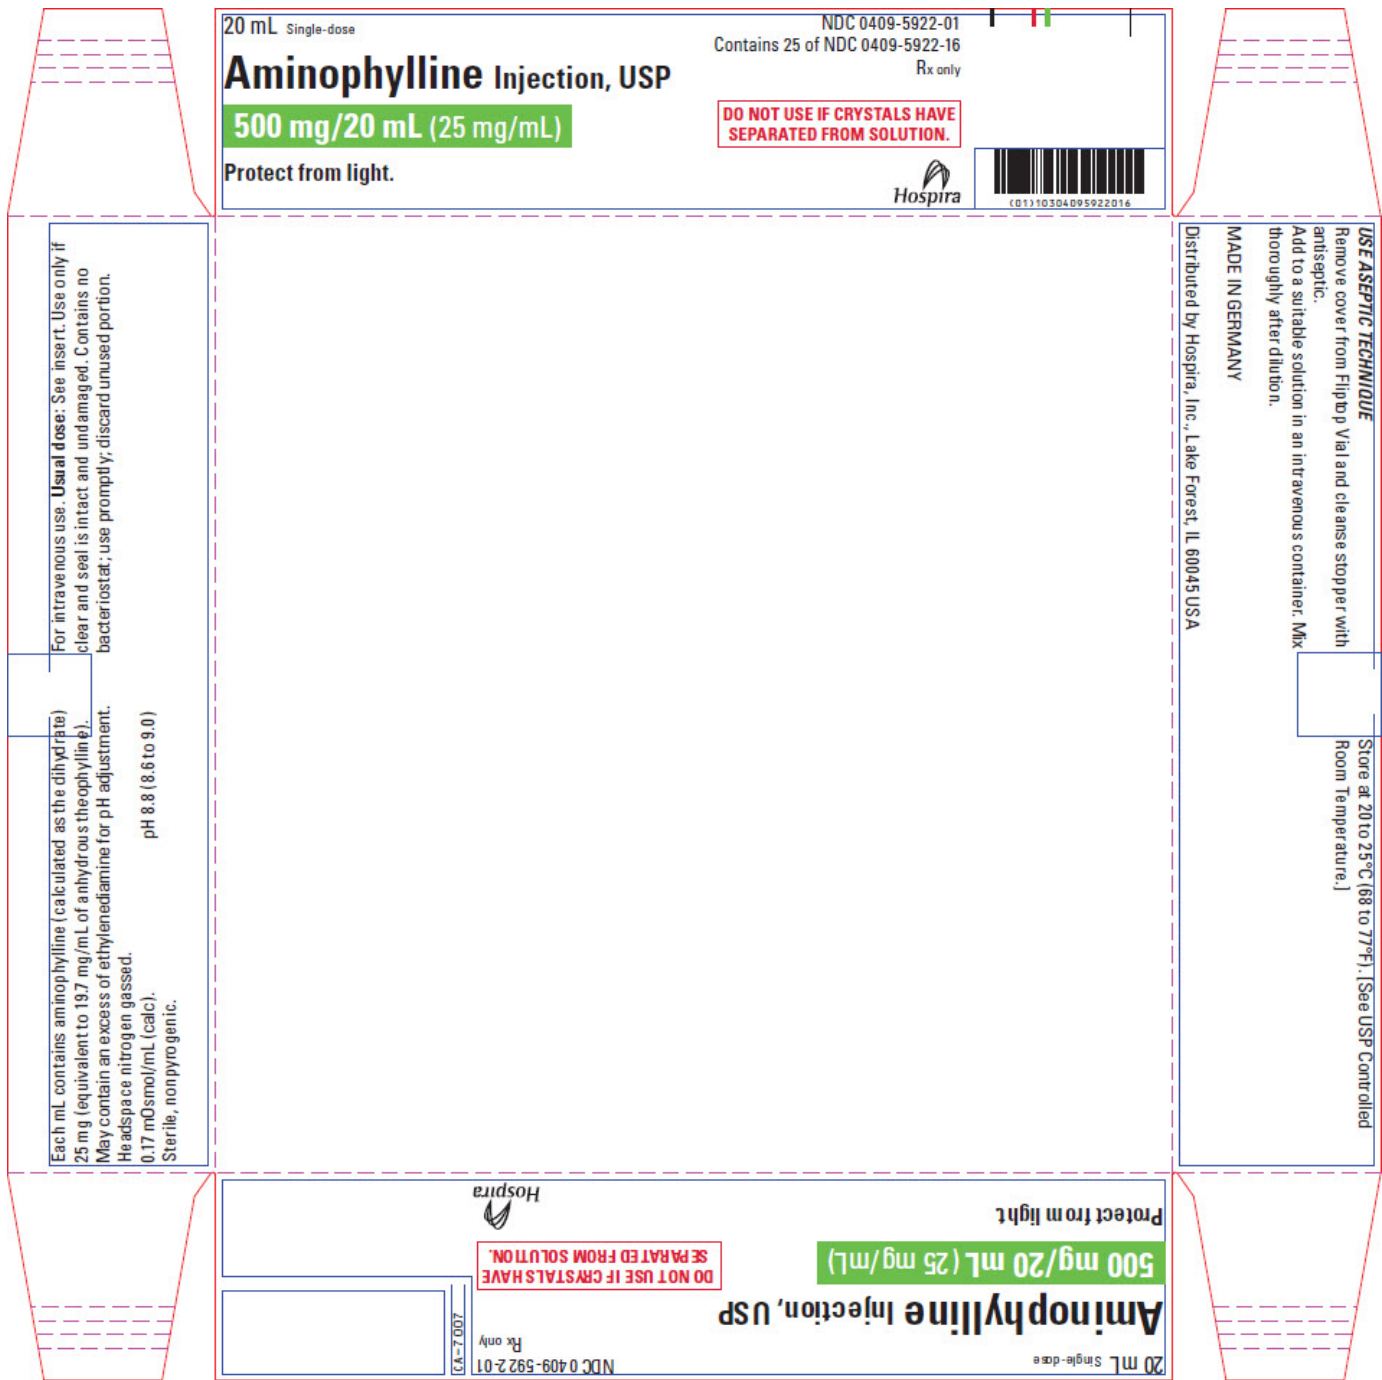 20 mL Single-dose
Aminophylline Injection, USP
500 mg/20 mL (25 mg/mL)
Protect from light.
NDC 0409-5922-01
Contains 25 of NDC 0409-5922-16
Rx only
DO NOT USE IF CRYSTALS HAVE
SEPARATED FROM SOLUTION.
Hospira
(01)10304095922016
For intravenous use. Usual dose: See insert. Use only if
clear and seal is intact and undamaged. Contains no
bacteriostat; use promptly; discard unused portion.
Each mL contains aminophylline (calculated as the dihydrate)
25 mg (equivalent to 19.7 mg/mL of anhydrous theophylline).
May contain an excess of ethylenediamine for pH adjustment.
Headspace nitrogen gassed.
0.17 mOsmol/mL (calc). pH 8.8 (8.6 to 9.0)
Sterile, nonpyrogenic.
USE ASEPTIC TECHNIQUE
Remove cover from Fliptop Vial and cleanse stopper with
antiseptic.
Add to a suitable solution in an intravenous container. Mix
thoroughly after dilution.
MADE IN GERMANY
Distributed by Hospira, Inc., Lake Forest, IL 60045 USA
Store at 20 to 25°C (68 to 77°F). [See USP Controlled
Room Temperature.]
20 mL Single-dose
Aminophylline Injection, USP
500 mg/20 mL (25 mg/mL)
Protect from light.
NDC 0409-5922-01
Rx only
DO NOT USE IF CRYSTALS HAVE
SEPARATED FROM SOLUTION.
Hospira
CA-7007